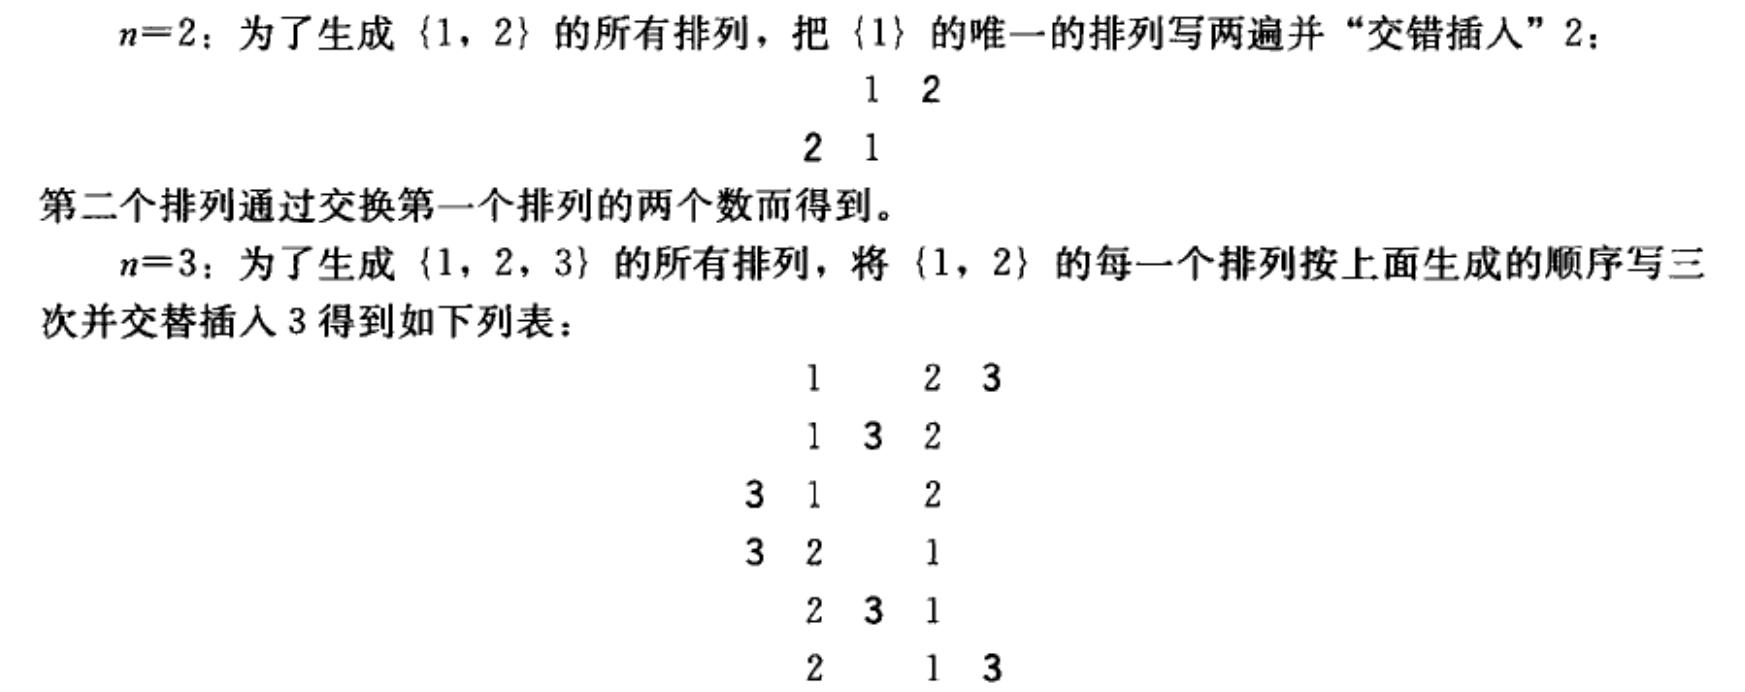 n=2：为了生成 {1，2} 的所有排列，把 {1} 的唯一的排列写两遍并“交错插入”2：
1 2
2 1
第二个排列通过交换第一个排列的两个数而得到。
n=3：为了生成 {1，2，3} 的所有排列，将 {1，2} 的每一个排列按上面生成的顺序写三
次并交替插入 3 得到如下列表：
1 2 3
1 3 2
3 1 2
3 2 1
2 3 1
2 1 3